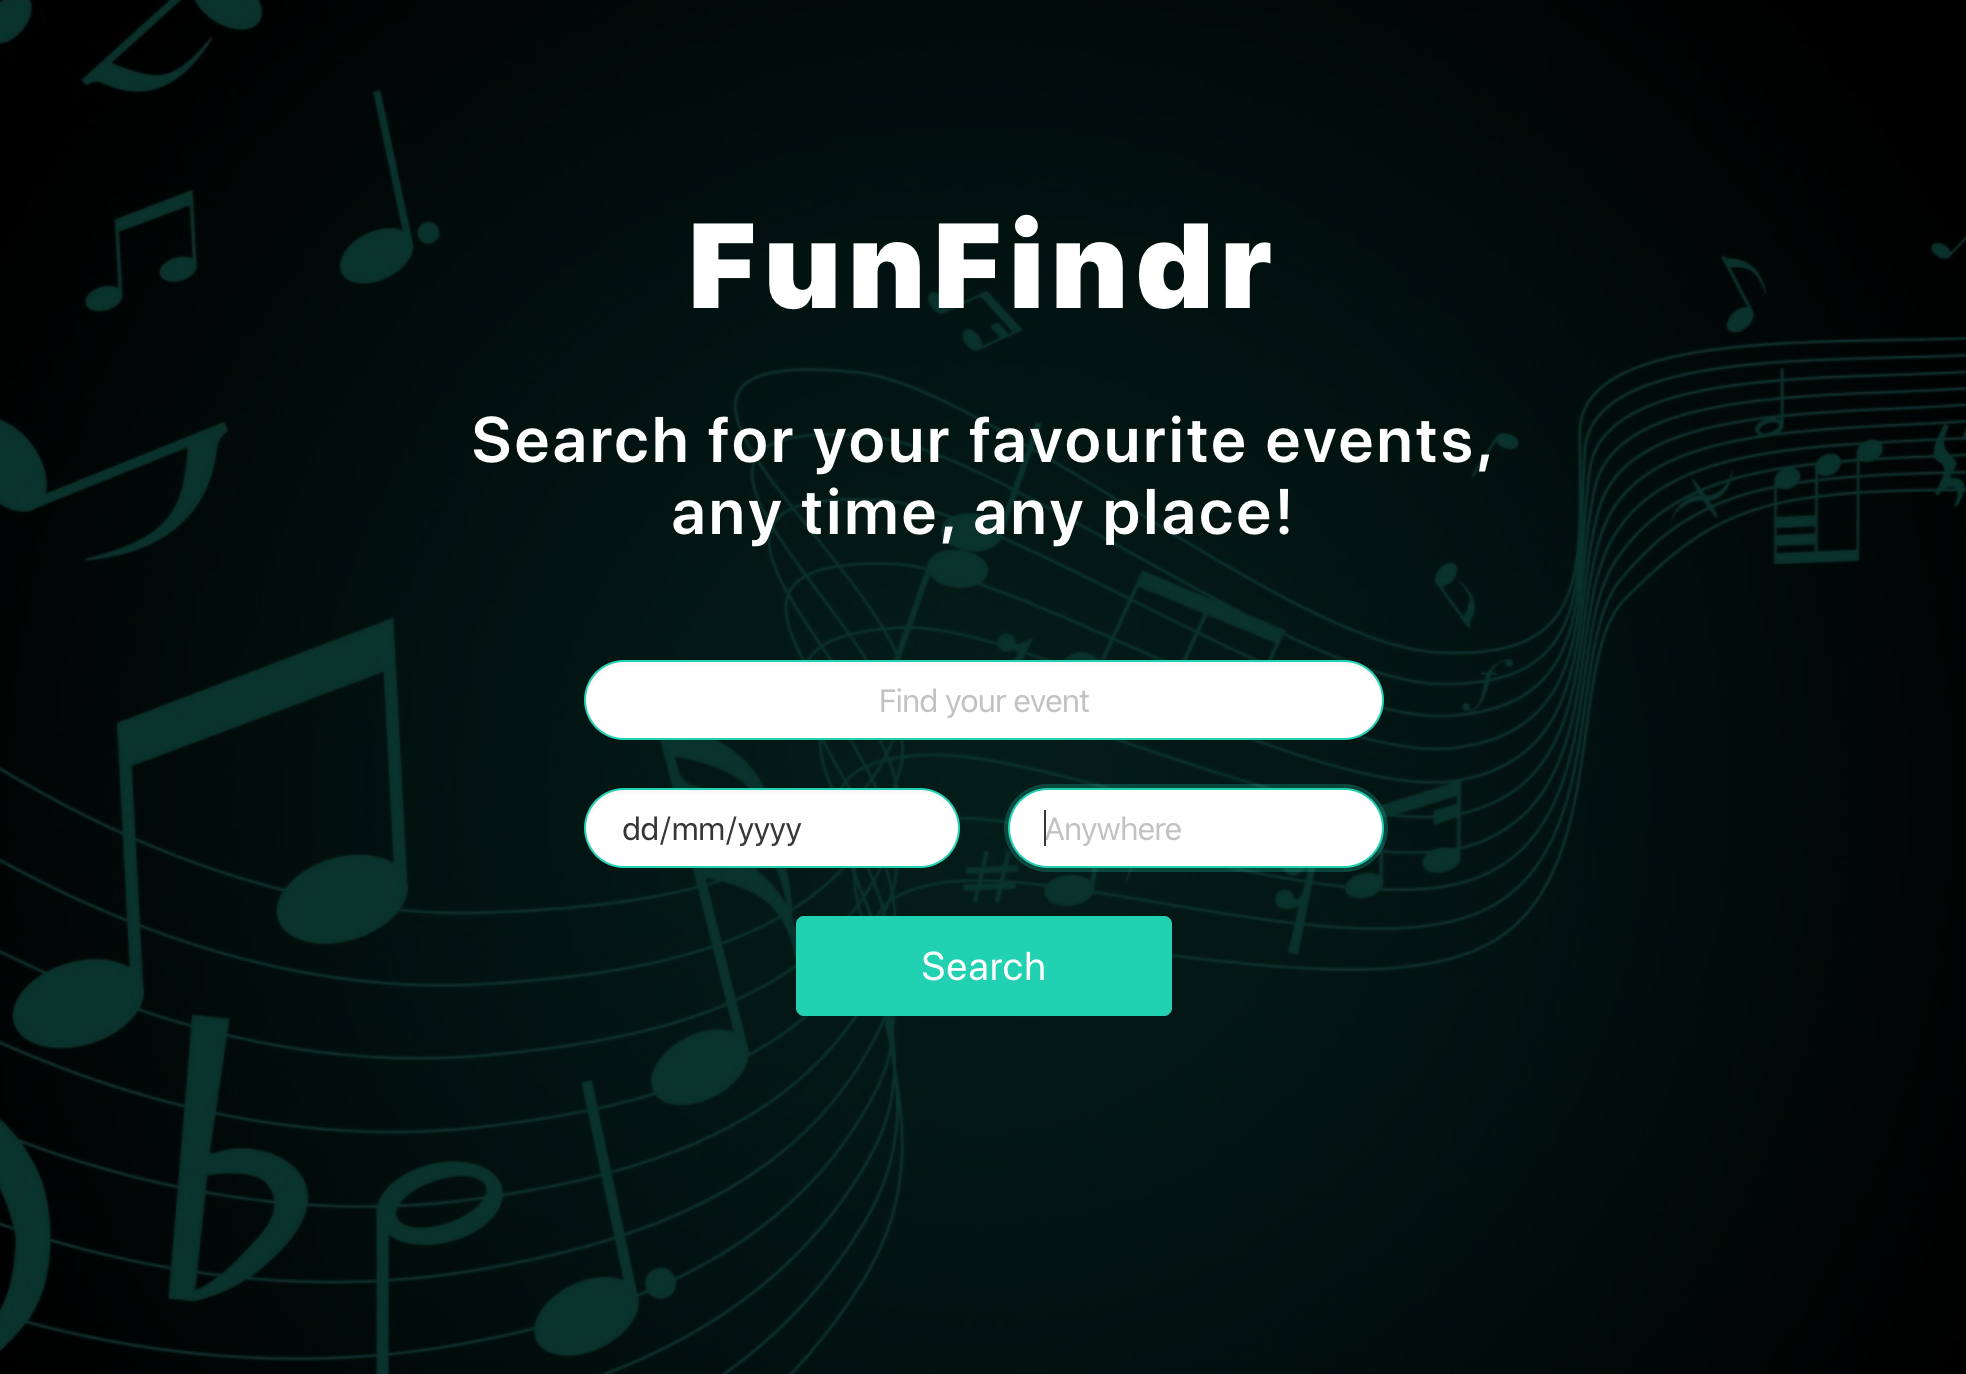 FunFindr
Search for your favourite events,
any time, any place!
Find your event
dd/mm/yyyy
Anywhere
Search